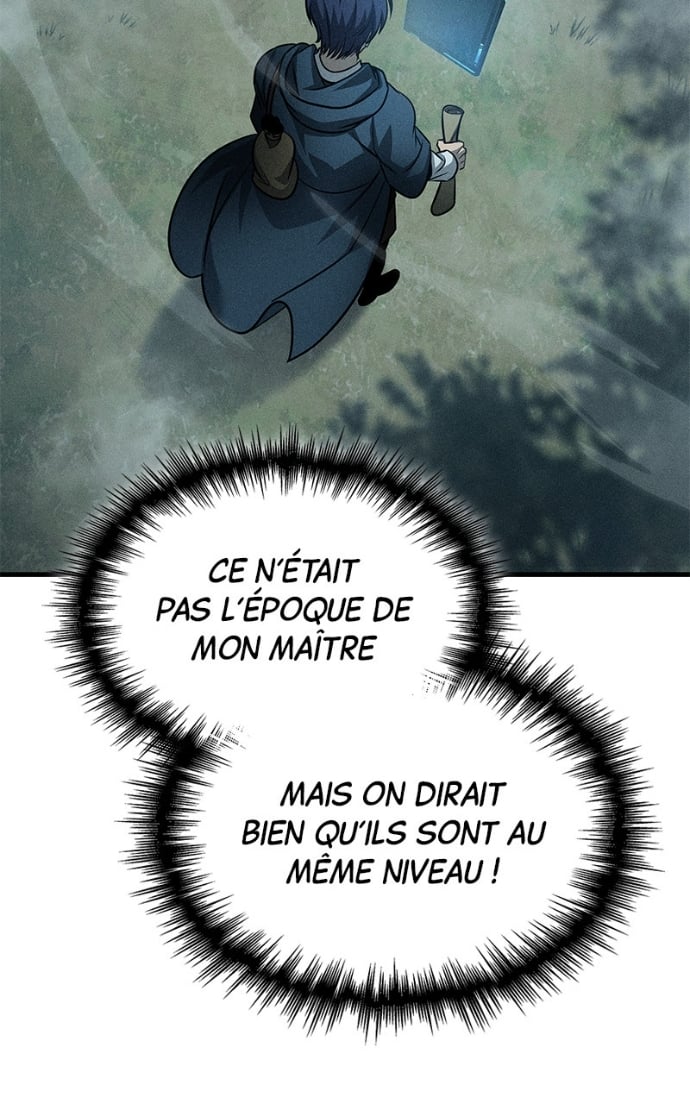 CE N'ÉTAIT
PAS L'ÉPOQUE DE
MON MAÎTRE
MAIS ON DIRAIT
BIEN QU'ILS SONT AU
MÊME NIVEAU !